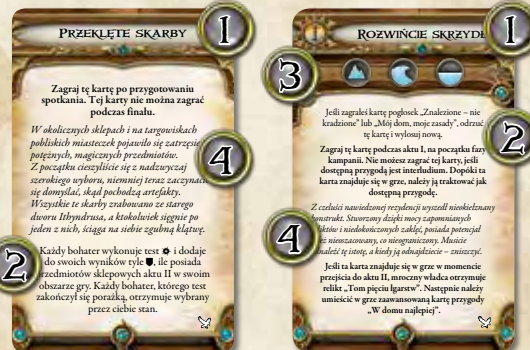 PRZEKLĘTE SKARBY
1
Zagraj tę kartę po przygotowaniu
spotkania. Tej karty nie można zagrać
podczas finału.
W okolicznych sklepach i na targowiskach
pobliskich miasteczek pojawiło się zatrzęsie
potężnych, magicznych przedmiotów.
Z początku cieszyliście się z nadzwyczaj
szerokiego wyboru, niemniej teraz zaczynacie
się domyślać, skąd pochodzą artefakty.
Wszystkie te skarby zrabowano ze starego
dworu Ithyndrusa, a ktokolwiek sięgnie po
jeden z nich, ściągnie na siebie zgubną klątwę.
4
Każdy bohater wykonuje test i dodaje
do swoich wyników tyle , ile posiada
przedmiotów sklepowych aktu II w swoim
obszarze gry. Każdy bohater, którego test
zakończył się porażką, otrzymuje wybrany
przez ciebie stan.
2
ROZWIŃCIE SKRZYDŁ
1
3
Jeśli zagrałeś kartę pogłosek „Znalezione – nie
kradzione” lub „Mój dom, moje zasady”, odrzuć
tę kartę i wylosuj nową.
2
Zagraj tę kartę podczas aktu I, na początku fazy
kampanii. Nie możesz zagrać tej karty, jeśli
dostępną przygodą jest interludium. Dopóki ta
karta znajduje się w grze, należy ją traktować jak
dostępną przygodę.
Z czeluści nawiedzonej rezydencji wyszedł nieokiełznany
konstrukt. Stworzony dzięki mocy zapomnianych
i niedokończonych zaklęć, posiada potencjał
nieoszacowany, co nieograniczony. Musicie
tę istotę, a kiedy ją odnajdziecie – zniszczyć.
4
Jeśli ta karta znajduje się w grze w momencie
przejścia do aktu II, mroczny władca otrzymuje
relikt „Tom pięciu łgarstw”. Następnie należy
umieścić w grze zaawansowaną kartę przygody
„W domu najlepiej”.